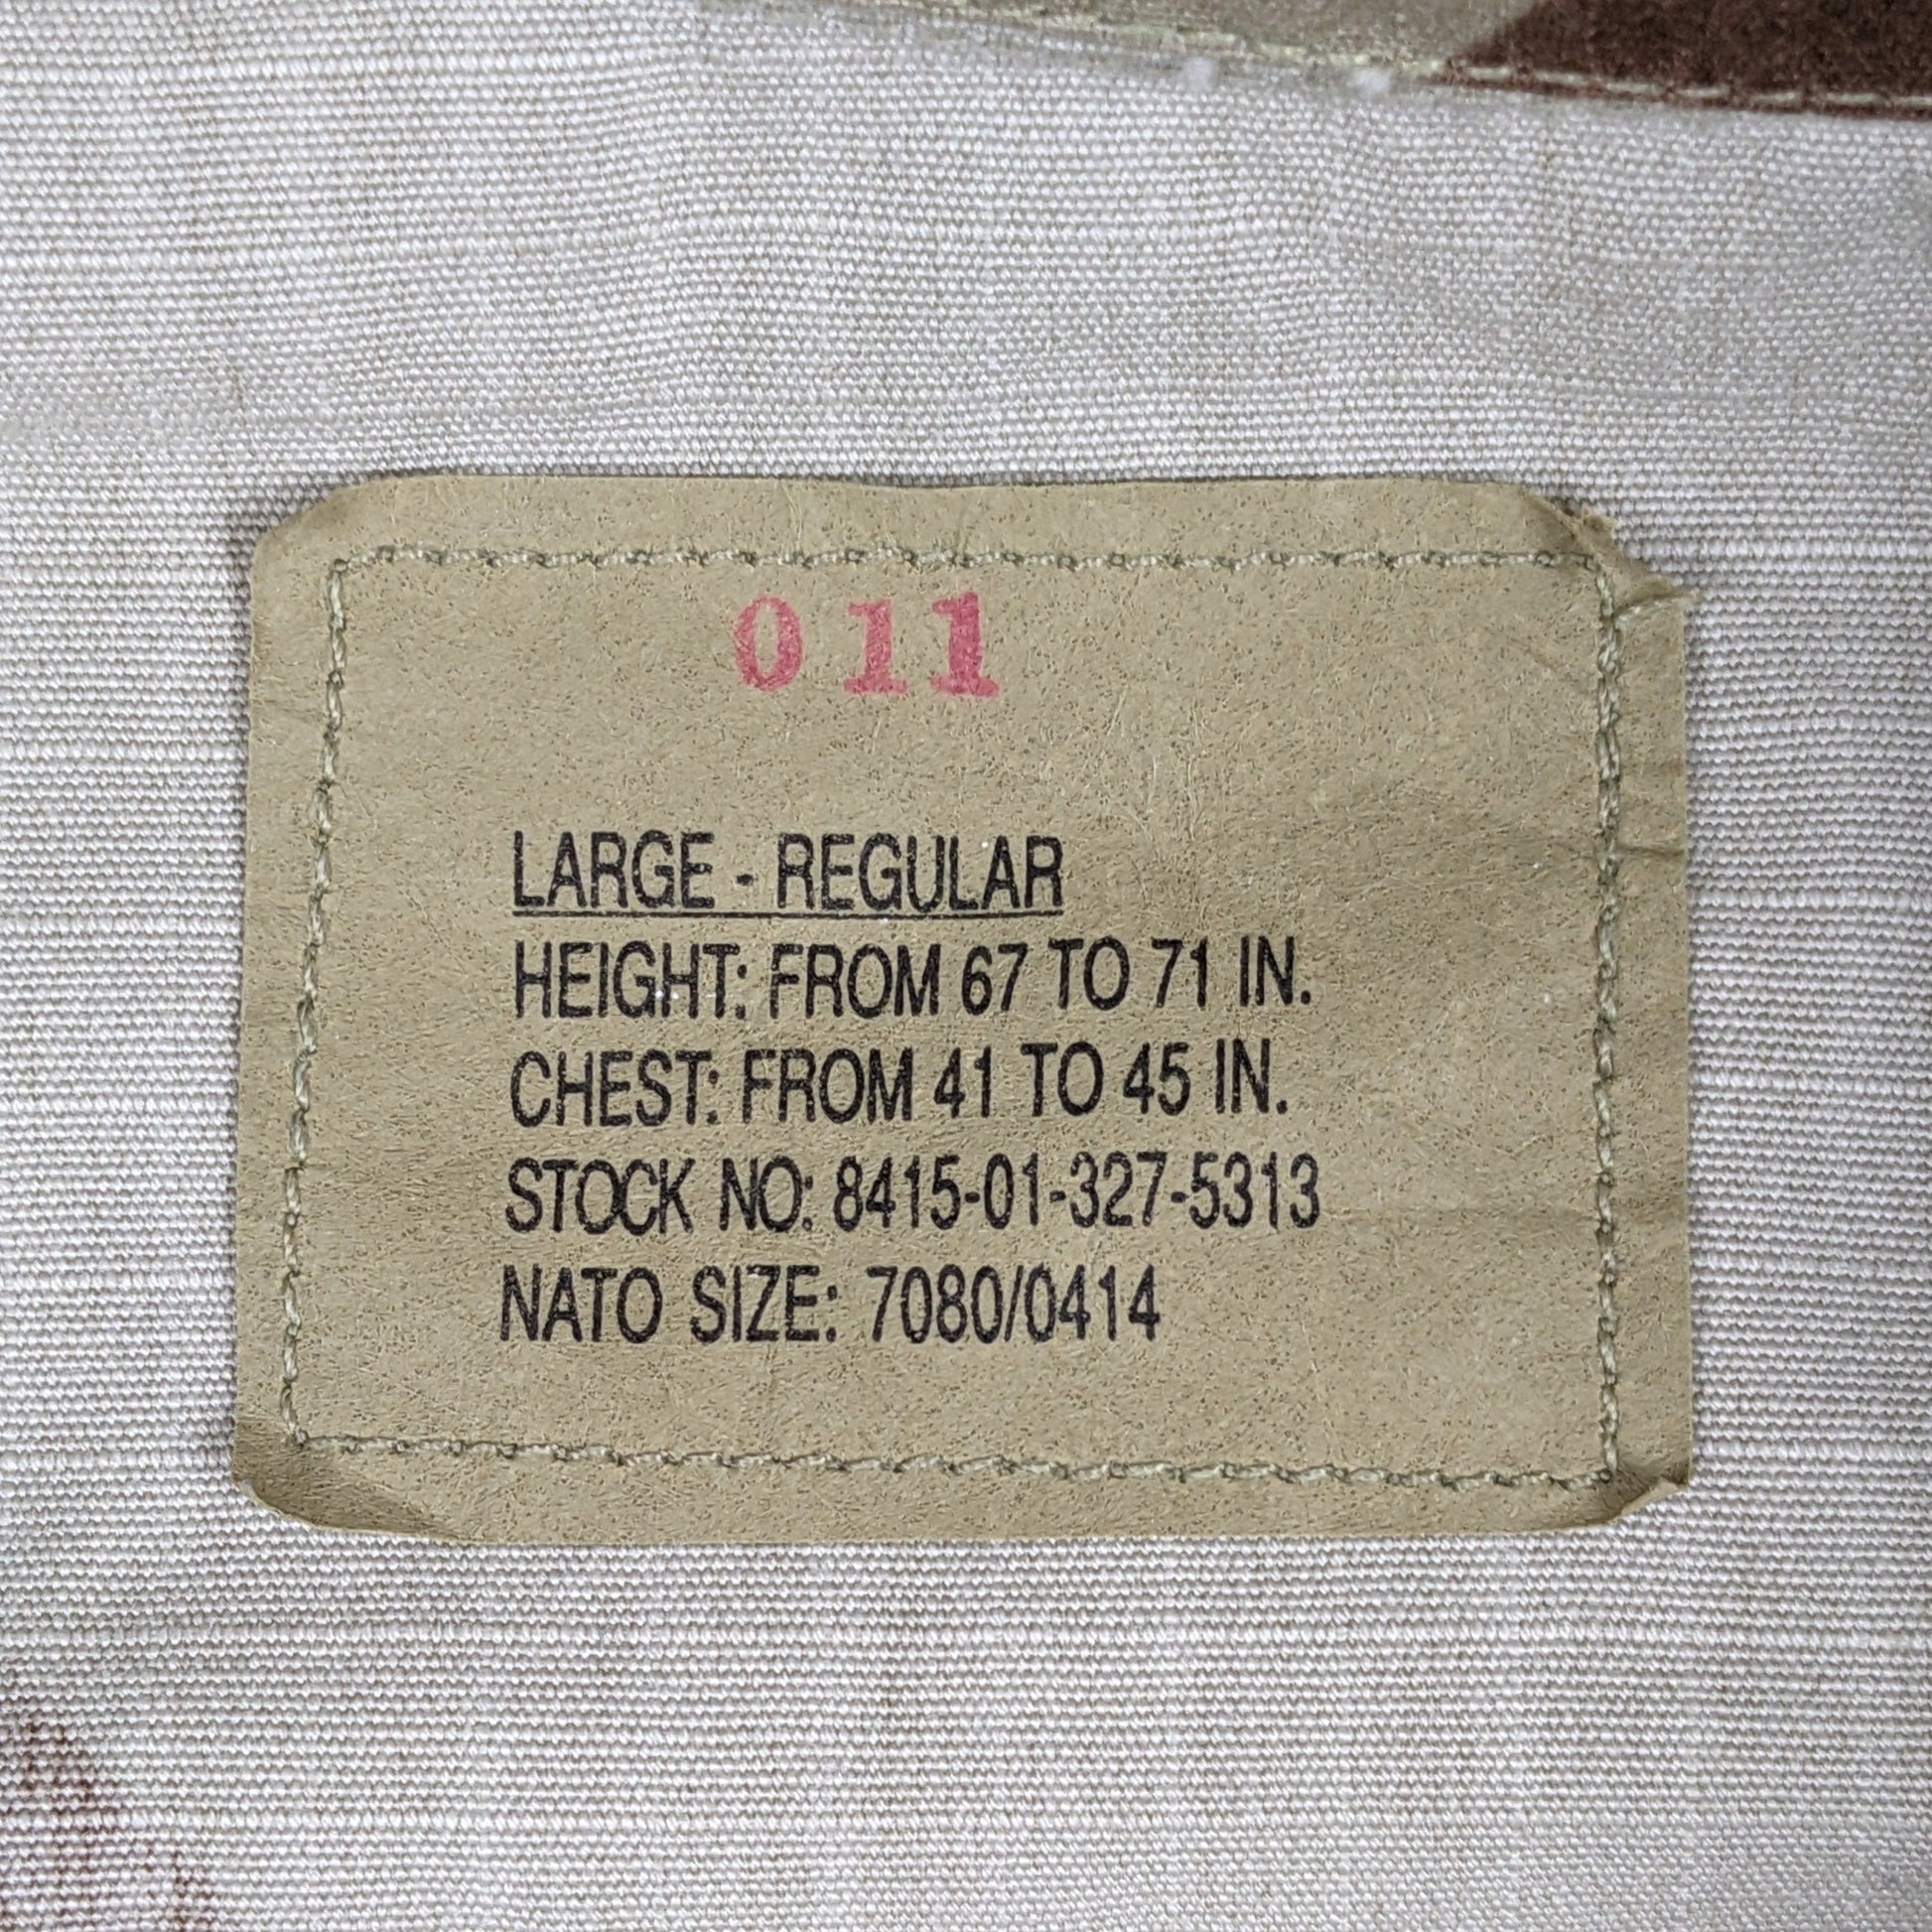 011
LARGE - REGULAR
HEIGHT: FROM 67 TO 71 IN.
CHEST: FROM 41 TO 45 IN.
STOCK NO: 8415-01-327-5313
NATO SIZE: 7080/0414